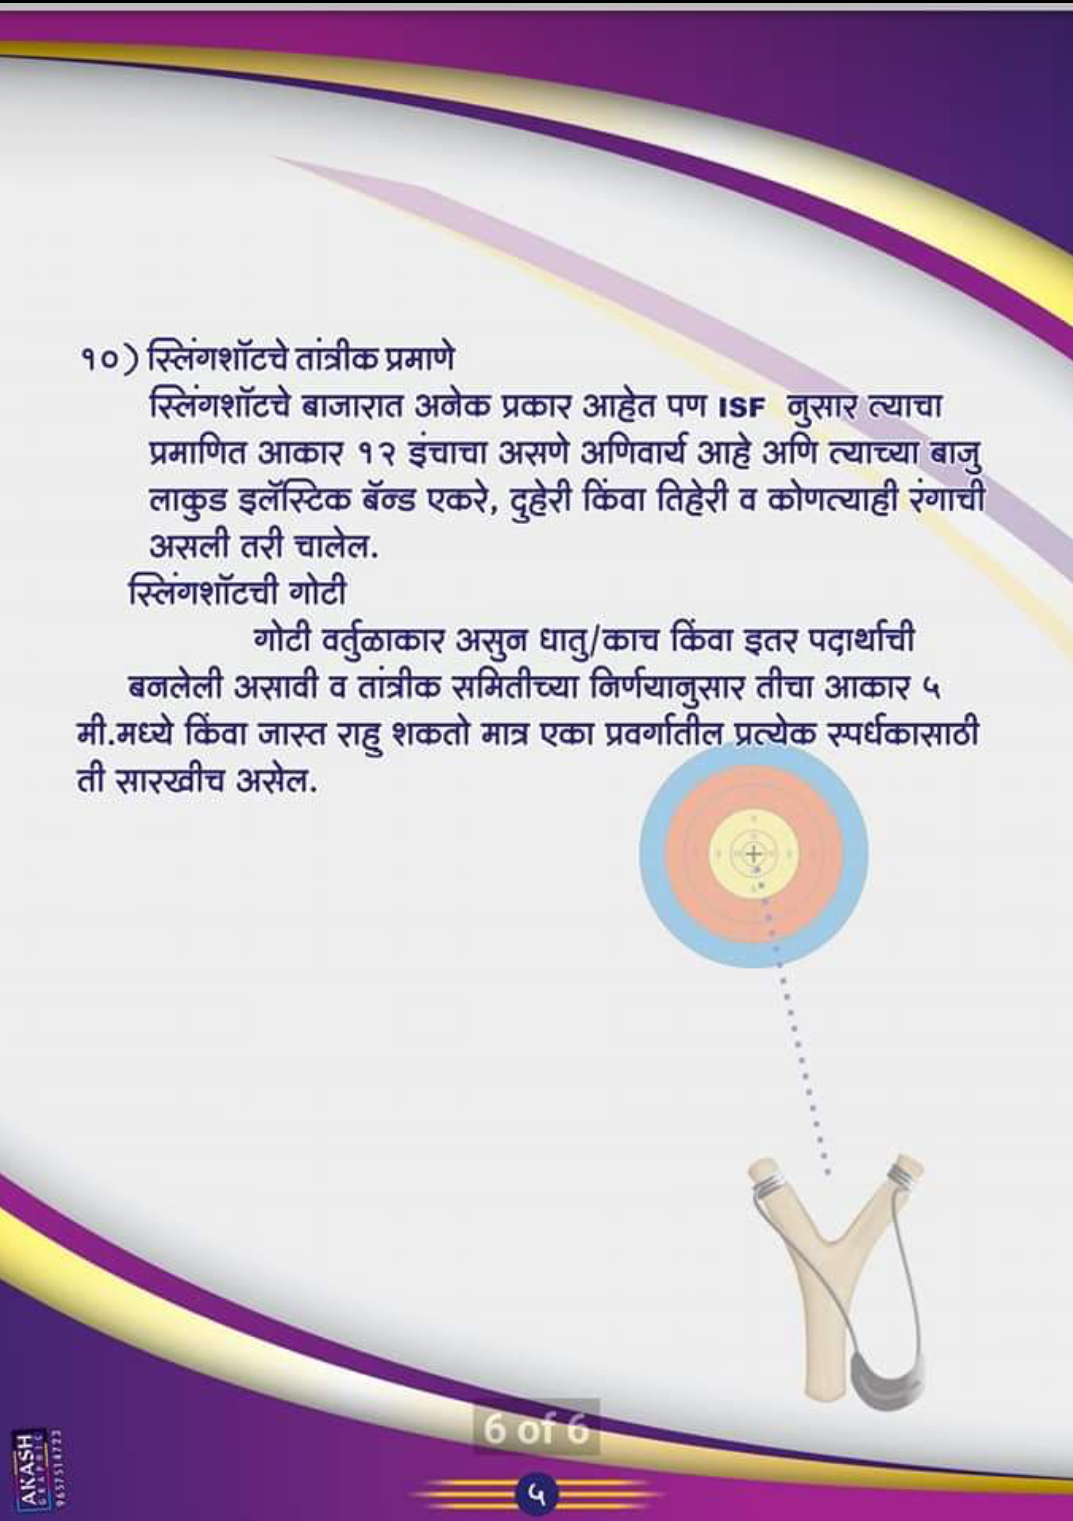 १०) स्लिंगशॉटचे तांत्रीक प्रमाणे
स्लिंगशॉटचे बाजारात अनेक प्रकार आहेत पण ISF नुसार त्याचा
प्रमाणित आकार १२ इंचाचा असणे अणिवार्य आहे अणि त्याच्या बाजु
लाकुड इलॅस्टिक बॅन्ड एकरे, दुहेरी किंवा तिहेरी व कोणत्याही रंगाची
असली तरी चालेल.
स्लिंगशॉटची गोटी
गोटी वर्तुळाकार असुन धातु/काच किंवा इतर पदार्थाची
बनलेली असावी व तांत्रीक समितीच्या निर्णयानुसार तीचा आकार ५
मी.मध्ये किंवा जास्त राहु शकतो मात्र एका प्रवर्गातील प्रत्येक स्पर्धकासाठी
ती सारखीच असेल.
6 of 6
५
AKASH
GRAPHIC
9657514723